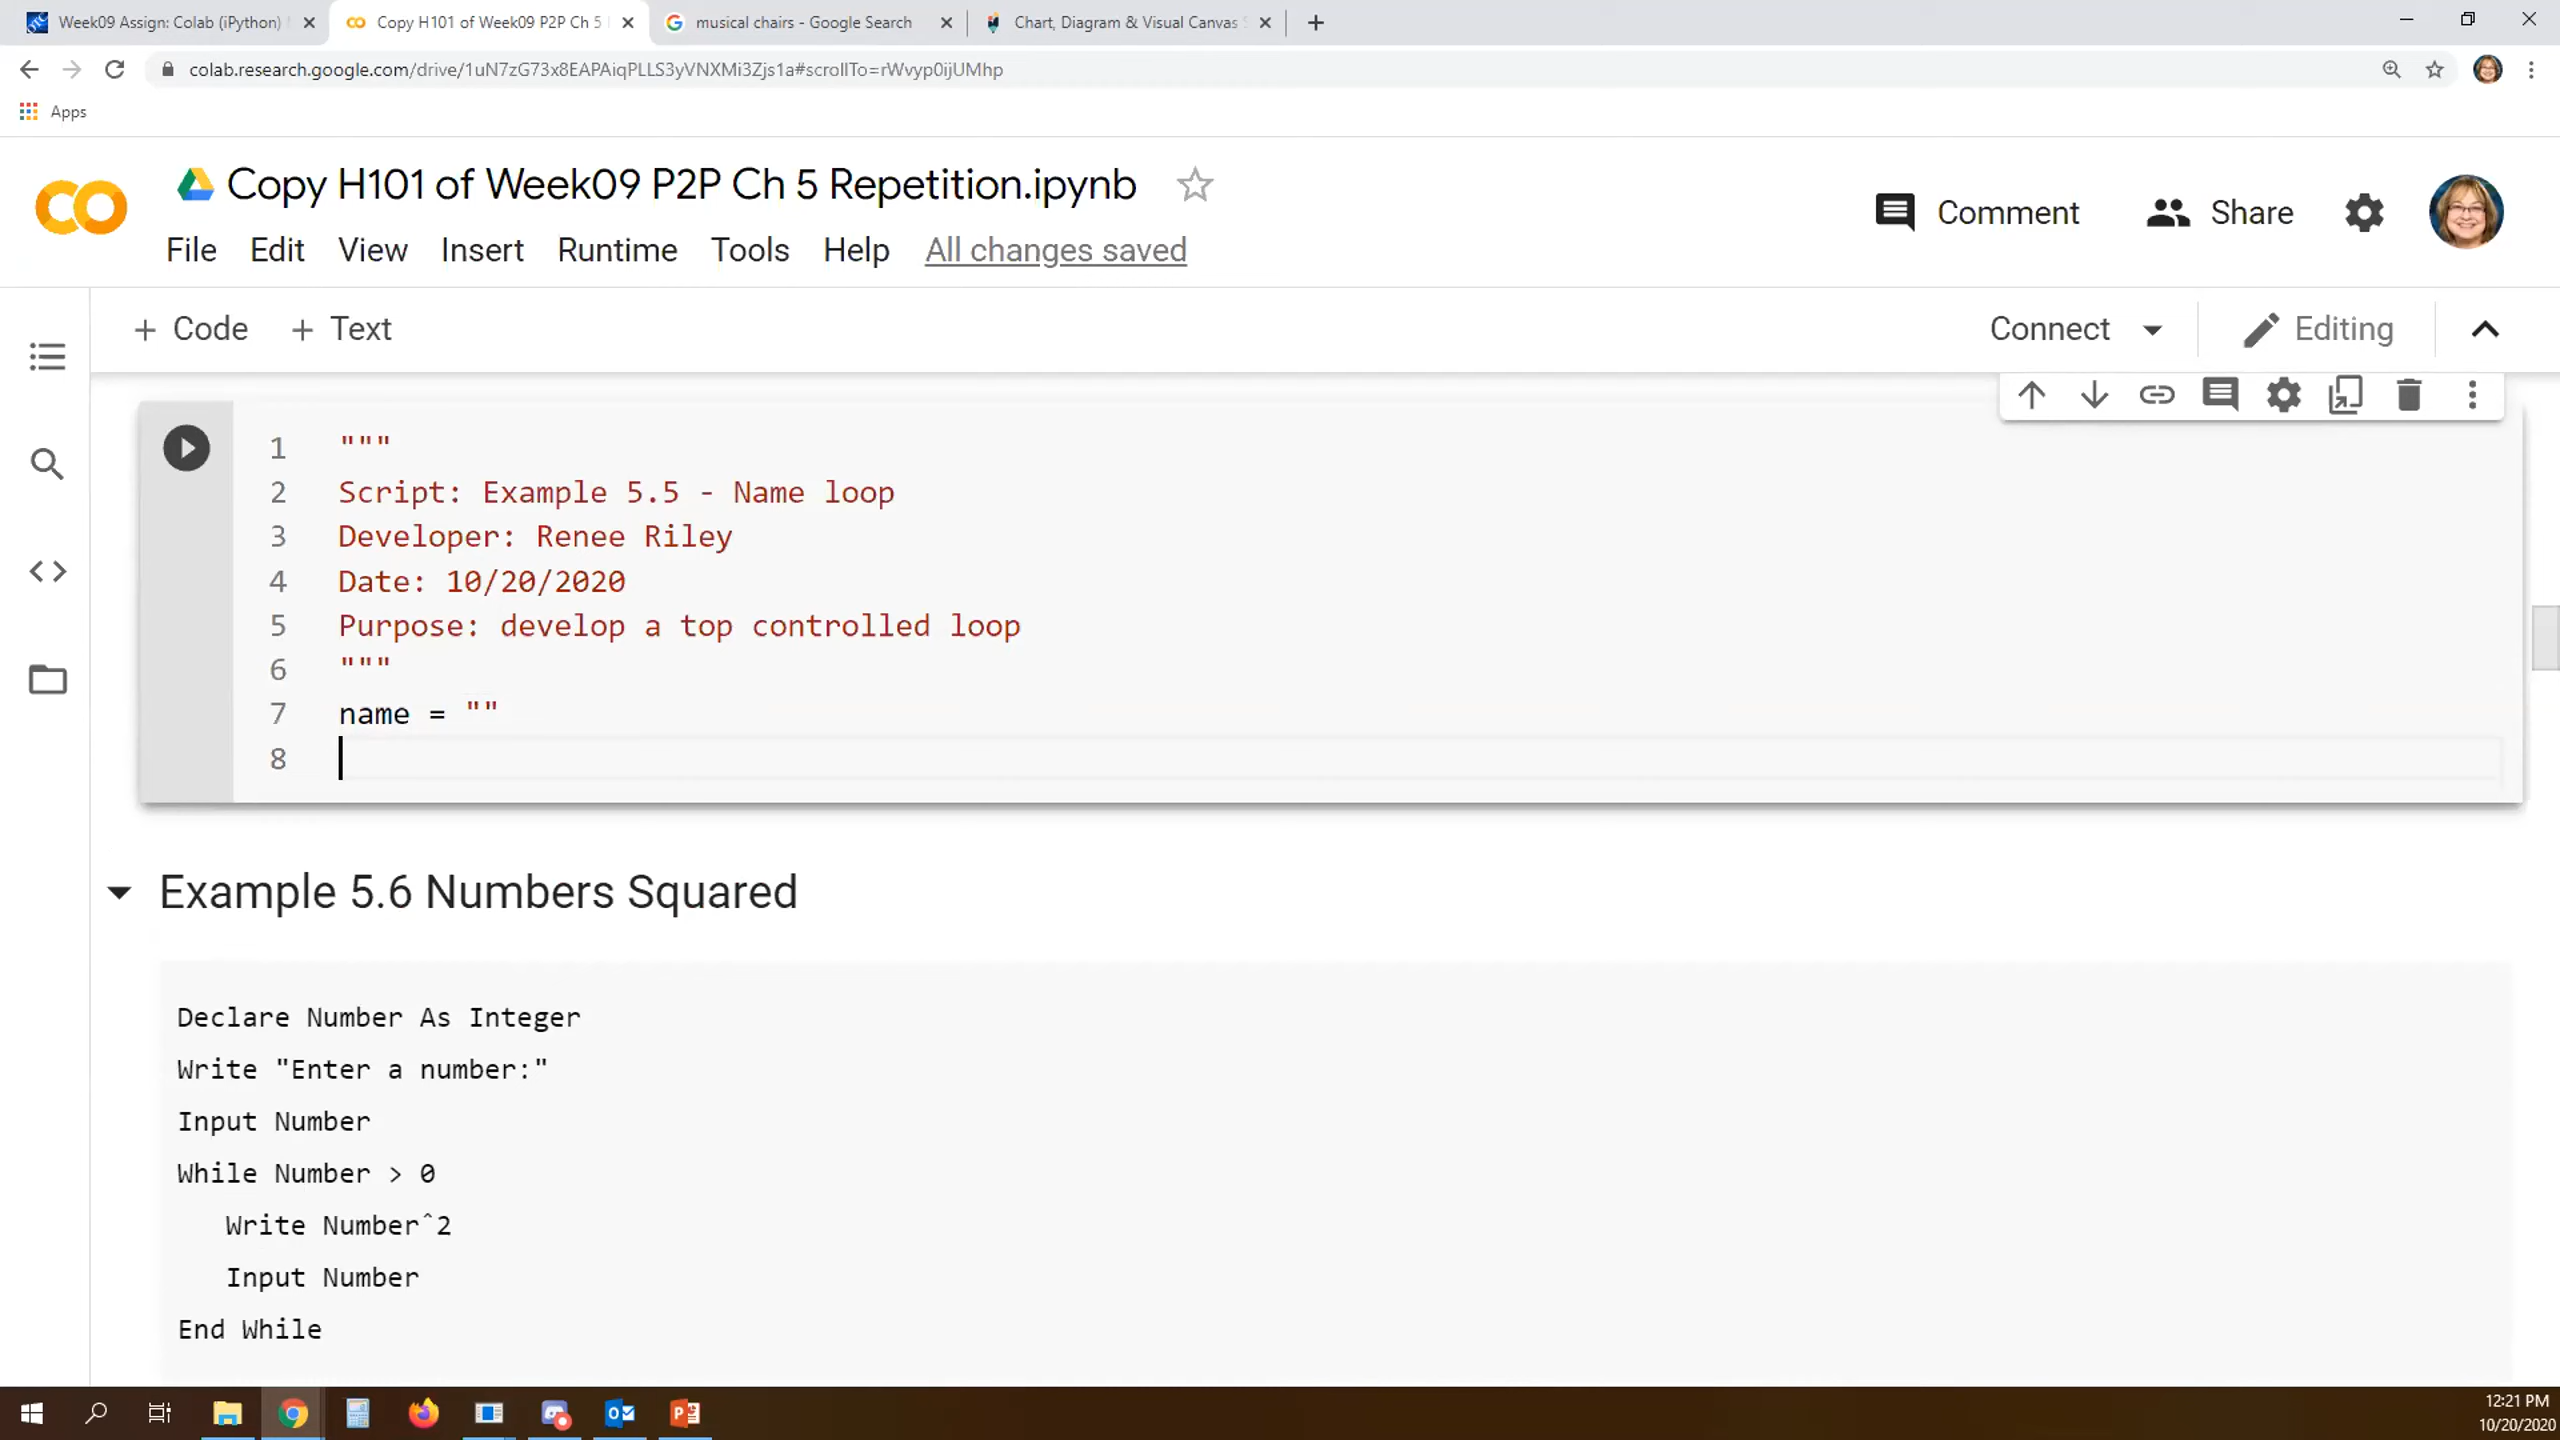 Week09 Assign: Colab (iPython)
Copy H101 of Week09 P2P Ch 5
musical chairs - Google Search
Chart, Diagram & Visual Canvas
colab.research.google.com/drive/1uN7zG73x8EAPAiqPLLS3yVNXMi3Zjs1a#scrollTo=rWvyp0ijUMhp
Apps
Copy H101 of Week09 P2P Ch 5 Repetition.ipynb
Comment
Share
File Edit View Insert Runtime Tools Help All changes saved
+ Code + Text
Connect
Editing
1 """
2 Script: Example 5.5 - Name loop
3 Developer: Renee Riley
4 Date: 10/20/2020
5 Purpose: develop a top controlled loop
6 """
7 name = ""
8
Example 5.6 Numbers Squared
Declare Number As Integer
Write "Enter a number:"
Input Number
While Number > 0
Write Numberˆ2
Input Number
End While
12:21 PM
10/20/2020